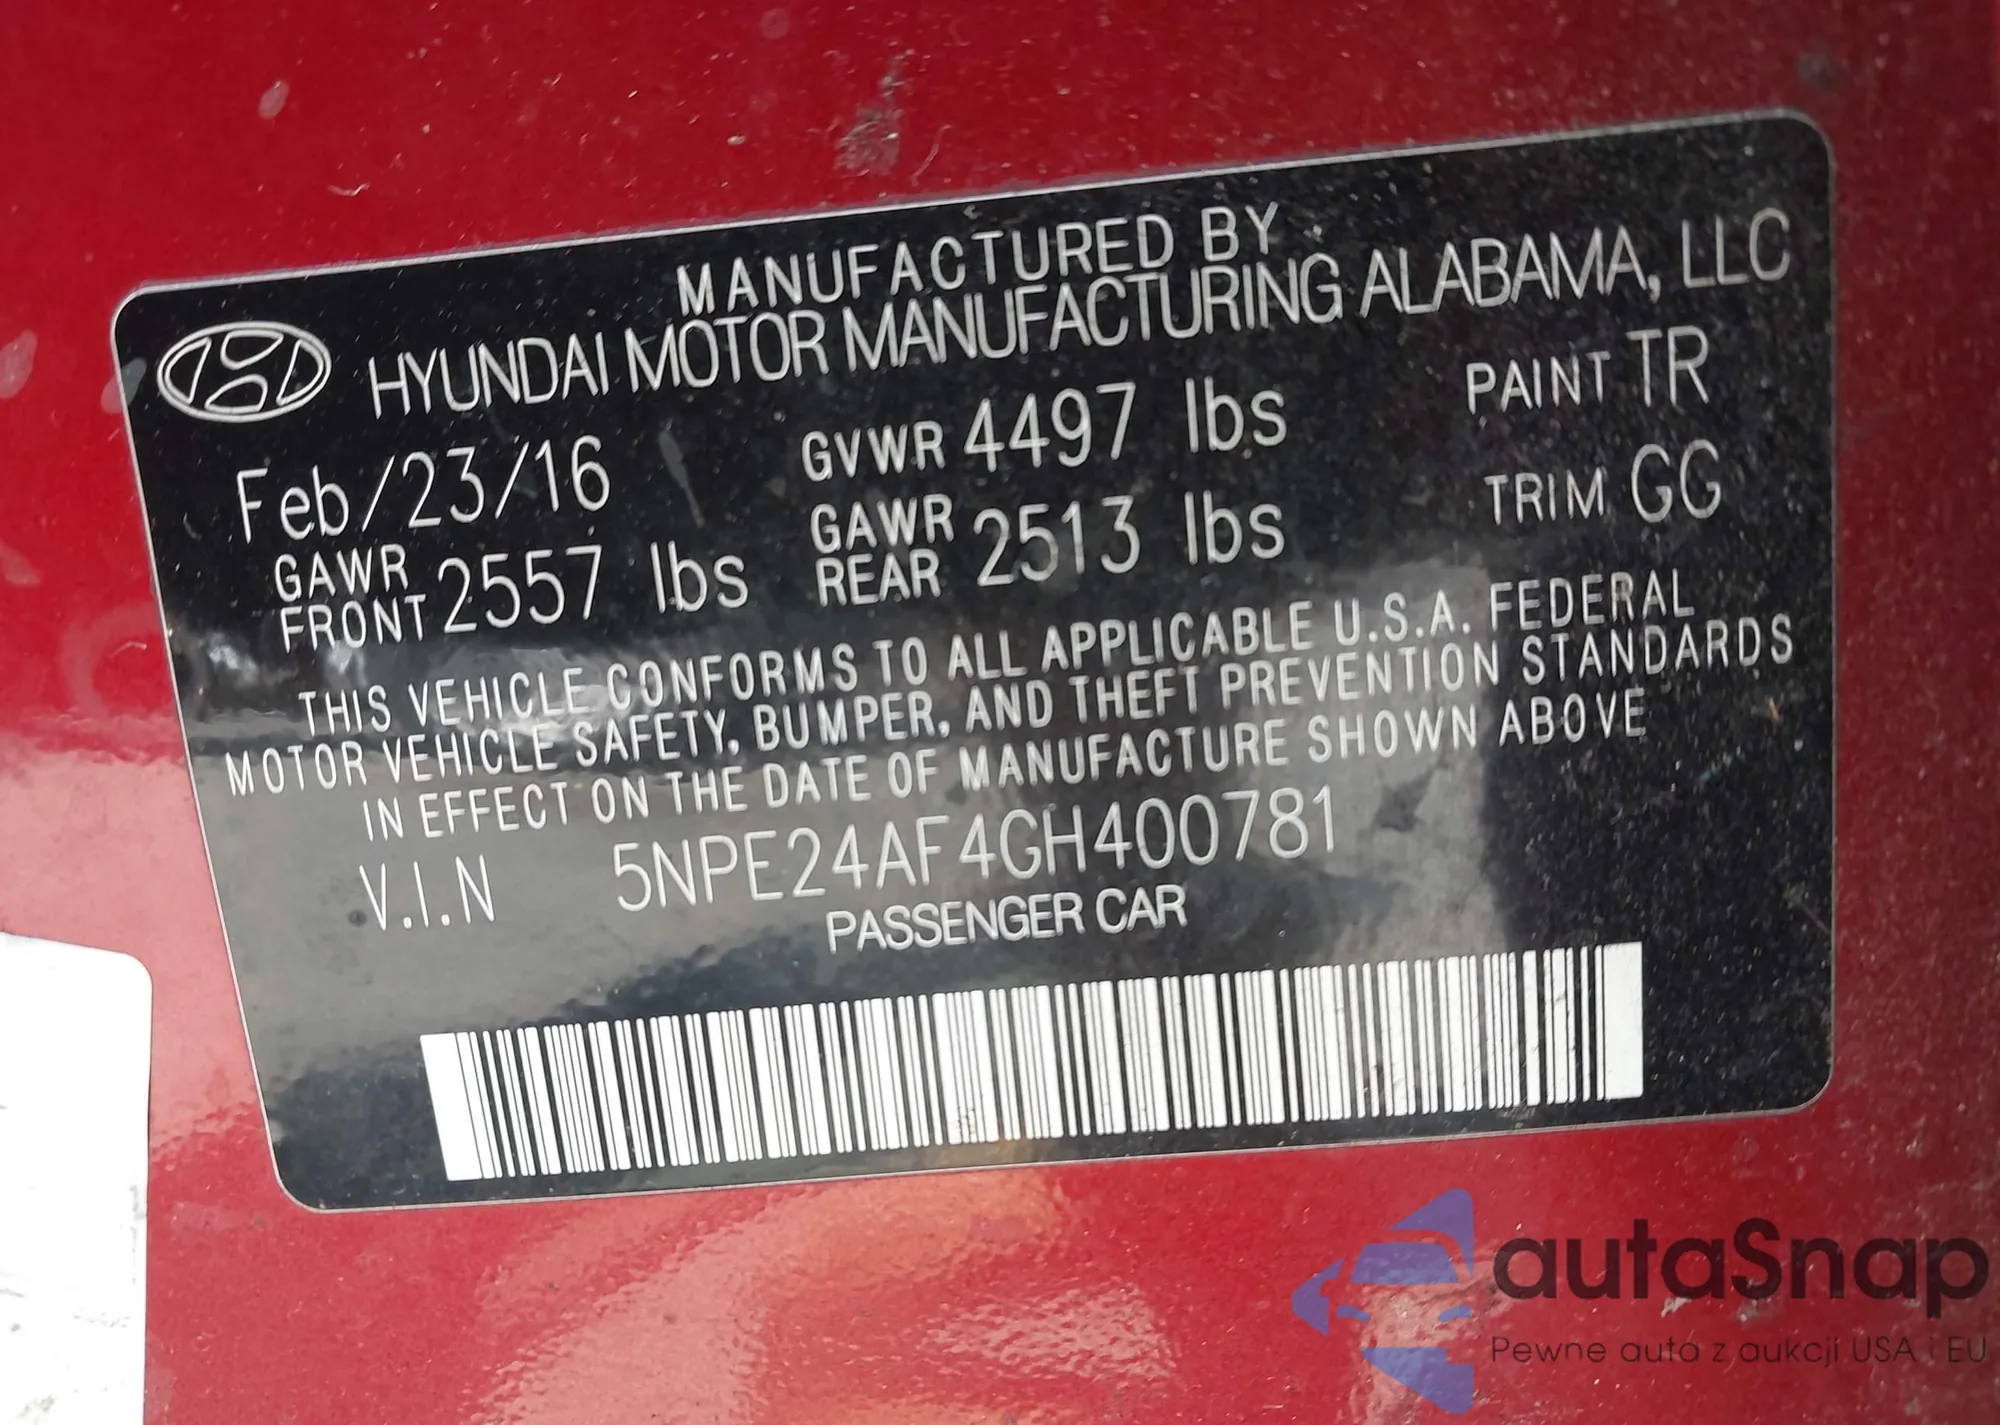 MANUFACTURED BY
HYUNDAI MOTOR MANUFACTURING ALABAMA, LLC
Feb/23/16 GVWR 4497 lbs PAINT TR
GAWR FRONT 2557 lbs GAWR REAR 2513 lbs TRIM GG
THIS VEHICLE CONFORMS TO ALL APPLICABLE U.S.A. FEDERAL
MOTOR VEHICLE SAFETY, BUMPER, AND THEFT PREVENTION STANDARDS
IN EFFECT ON THE DATE OF MANUFACTURE SHOWN ABOVE
V.I.N 5NPE24AF4GH400781
PASSENGER CAR
autaSnap
Pewne auta z aukcji USA i EU